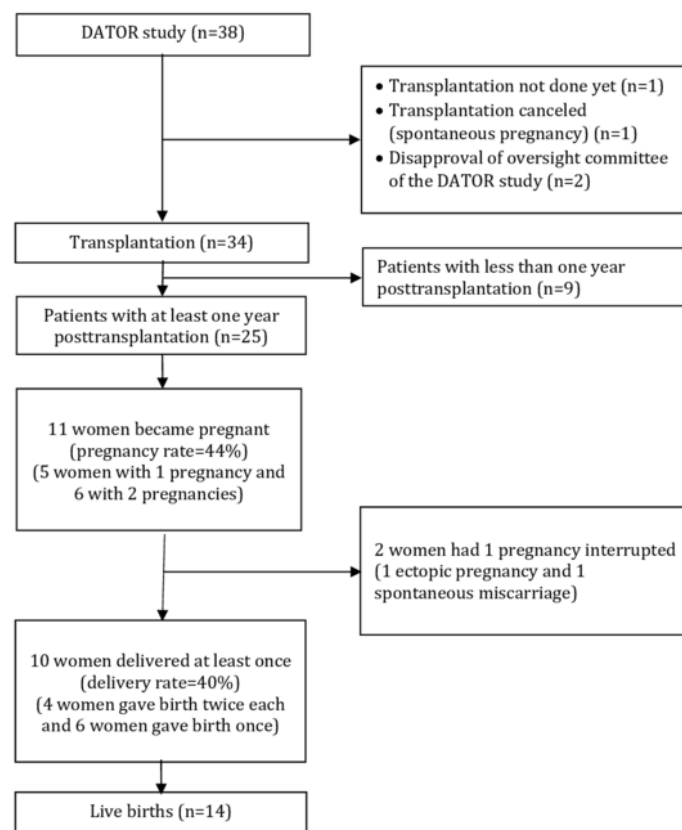 DATOR study (n=38)
• Transplantation not done yet (n=1)
• Transplantation canceled
(spontaneous pregnancy) (n=1)
• Disapproval of oversight committee
of the DATOR study (n=2)
Transplantation (n=34)
Patients with less than one year
posttransplantation (n=9)
Patients with at least one year
posttransplantation (n=25)
11 women became pregnant
(pregnancy rate=44%)
(5 women with 1 pregnancy and
6 with 2 pregnancies)
2 women had 1 pregnancy interrupted
(1 ectopic pregnancy and 1
spontaneous miscarriage)
10 women delivered at least once
(delivery rate=40%)
(4 women gave birth twice each
and 6 women gave birth once)
Live births (n=14)